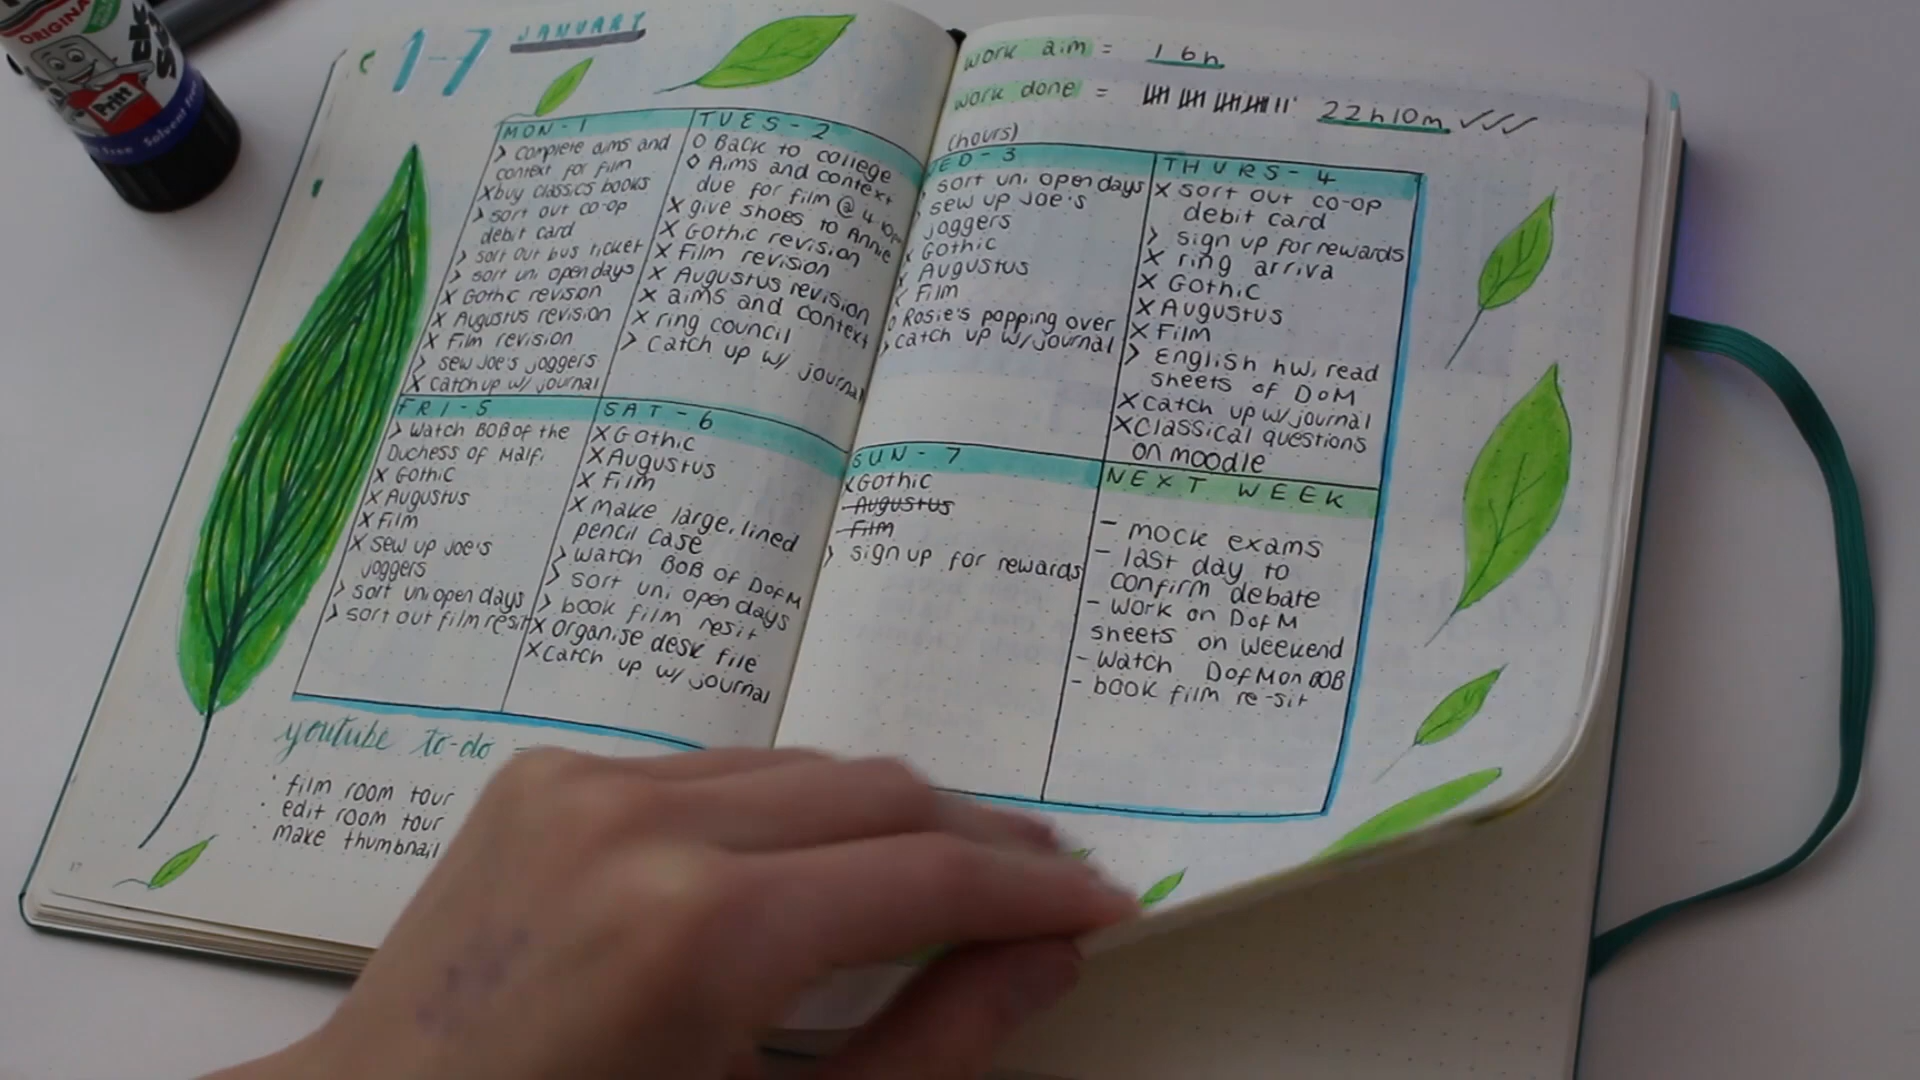 ORIGINAL
Pritt
Stick
Solvent Free
1-7 JANUARY
MON-1
> complete aims and
context for film
X buy classics books
> sort out co-op
debit card
> sort out bus ticket
> sort uni open days
X Gothic revision
X Augustus revision
X Film revision
> sew Joe's joggers
X catch up w/ journal
TUES-2
O Back to college
◇ Aims and context
due for film @ 4
X give shoes to Annie
X Gothic revision
X Film revision
X Augustus revision
X aims and context
X ring council
> catch up w/ journal
FRI-5
> Watch BOB of the
Duchess of Malfi
X Gothic
X Augustus
X Film
X sew up Joe's
joggers
> sort uni open days
> sort out film resit
SAT-6
X Gothic
X Augustus
X Film
X make large, lined
pencil case
> watch BOB of DofM
> sort uni open days
> book film resit
X organise desk file
X catch up w/ journal
youtube to-do
· film room tour
· edit room tour
· make thumbnail
work aim = 16h
work done = 22h10m ✓✓✓
(hours)
WED-3
sort uni open days
sew up Joe's
joggers
Gothic
Augustus
Film
Rosie's popping over
> catch up w/ journal
THURS-4
X sort out co-op
debit card
> sign up for rewards
X ring arriva
X Gothic
X Augustus
X Film
> English hw, read
sheets of DoM
X catch up w/ journal
X Classical questions
on moodle
SUN-7
X Gothic
Augustus
Film
> sign up for rewards
NEXT WEEK
- mock exams
- last day to
confirm debate
- work on DofM
sheets on weekend
- watch DofM on BOB
- book film re-sit